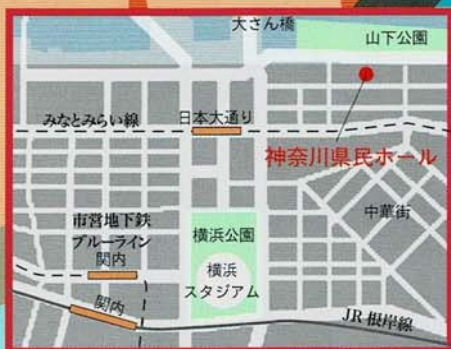 大さん橋
山下公園
みなとみらい線
日本大通り
神奈川県民ホール
中華街
市営地下鉄
ブルーライン
関内
横浜公園
横浜
スタジアム
関内
JR根岸線